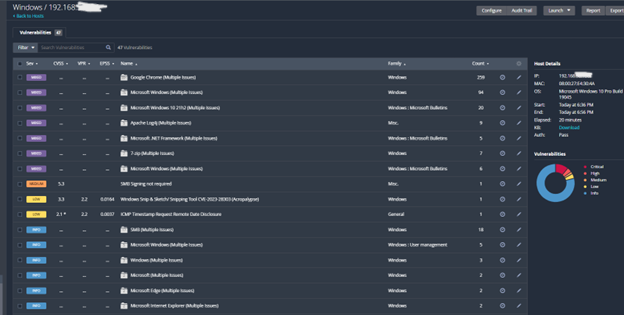 Windows / 192.168.
< Back to Hosts
Configure Audit Trail Launch Report Export
Vulnerabilities 47
Filter Search Vulnerabilities 47 Vulnerabilities
Sev CVSS VPR EPSS Name Family Count
MIXED ... ... ... Google Chrome (Multiple Issues) Windows 259
MIXED ... ... ... Microsoft Windows (Multiple Issues) Windows 94
MIXED ... ... ... Microsoft Windows 10 21H2 (Multiple Issues) Windows : Microsoft Bulletins 20
MIXED ... ... ... Apache Log4j (Multiple Issues) Misc. 9
MIXED ... ... ... Microsoft .NET Framework (Multiple Issues) Windows : Microsoft Bulletins 5
MIXED ... ... ... 7-zip (Multiple Issues) Windows 7
MIXED ... ... ... Microsoft Windows (Multiple Issues) Windows : Microsoft Bulletins 6
MEDIUM 5.3 SMB Signing not required Misc. 1
LOW 3.3 2.2 0.0164 Windows Snip & Sketch/ Snipping Tool CVE-2023-28303 (Acropalypse) Windows 1
LOW 2.1 * 2.2 0.0037 ICMP Timestamp Request Remote Date Disclosure General 1
INFO ... ... ... SMB (Multiple Issues) Windows 18
INFO ... ... ... Microsoft Windows (Multiple Issues) Windows : User management 5
INFO ... ... ... Windows (Multiple Issues) Windows 3
INFO ... ... ... Microsoft (Multiple Issues) Windows 2
INFO ... ... ... Microsoft Edge (Multiple Issues) Windows 2
INFO ... ... ... Microsoft Internet Explorer (Multiple Issues) Windows 2
Host Details
IP: 192.168
MAC: 08:00:27:E4:30:4A
OS: Microsoft Windows 10 Pro Build 19045
Start: Today at 6:36 PM
End: Today at 6:56 PM
Elapsed: 20 minutes
KB: Download
Auth: Pass
Vulnerabilities
Critical
High
Medium
Low
Info